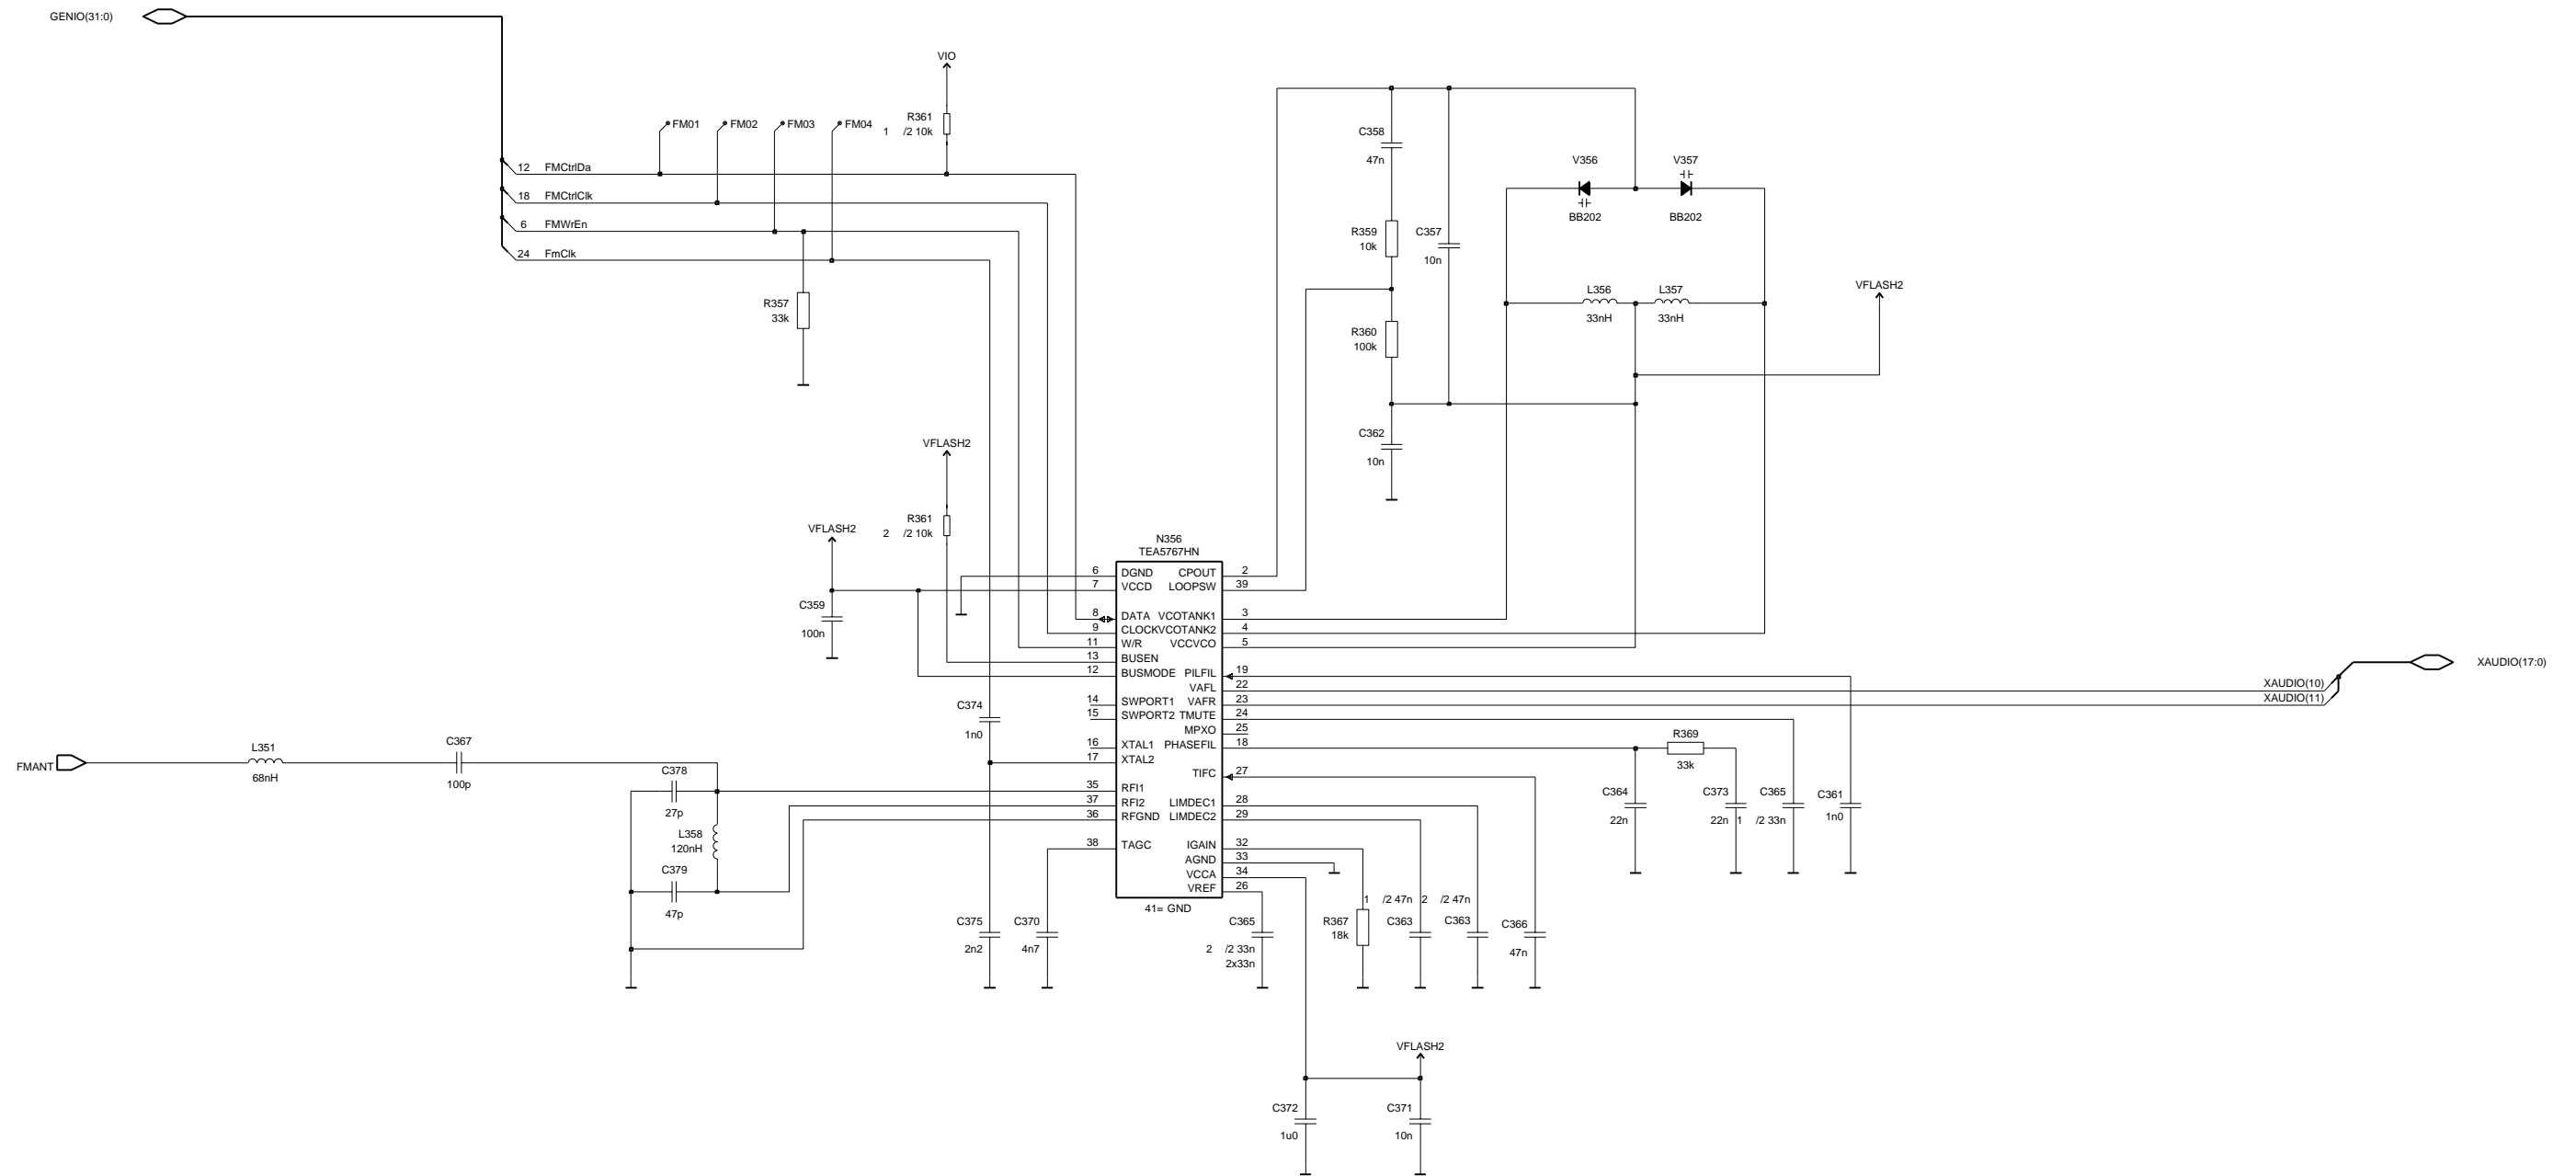 GENIO(31:0)
VIO
R361
1 /2 10k
FM01
FM02
FM03
FM04
12 FMCtrlDa
18 FMCtrlClk
6 FMWrEn
24 FmClk
R357
33k
C358
47n
R359
10k
C357
10n
R360
100k
C362
10n
V356
BB202
V357
BB202
L356
33nH
L357
33nH
VFLASH2
VFLASH2
R361
2 /2 10k
VFLASH2
C359
100n
N356
TEA5767HN
6 DGND CPOUT 2
7 VCCD LOOPSW 39
8 DATA VCOTANK1 3
9 CLOCK VCOTANK2 4
11 W/R VCCVCO 5
13 BUSEN
12 BUSMODE PILFIL 19
VAFL 22
14 SWPORT1 VAFR 23
15 SWPORT2 TMUTE 24
MPXO 25
16 XTAL1 PHASEFIL 18
17 XTAL2
TIFC 27
35 RFI1
37 RFI2 LIMDEC1 28
36 RFGND LIMDEC2 29
38 TAGC IGAIN 32
AGND 33
VCCA 34
VREF 26
41= GND
XAUDIO(17:0)
XAUDIO(10)
XAUDIO(11)
C374
1n0
FMANT
L351
68nH
C367
100p
C378
27p
L358
120nH
C379
47p
R369
33k
C364
22n
C373
22n
C365
1 /2 33n
C361
1n0
C375
2n2
C370
4n7
C365
2 /2 33n
2x33n
R367
18k
1 /2 47n
C363
2 /2 47n
C363
C366
47n
VFLASH2
C372
1u0
C371
10n